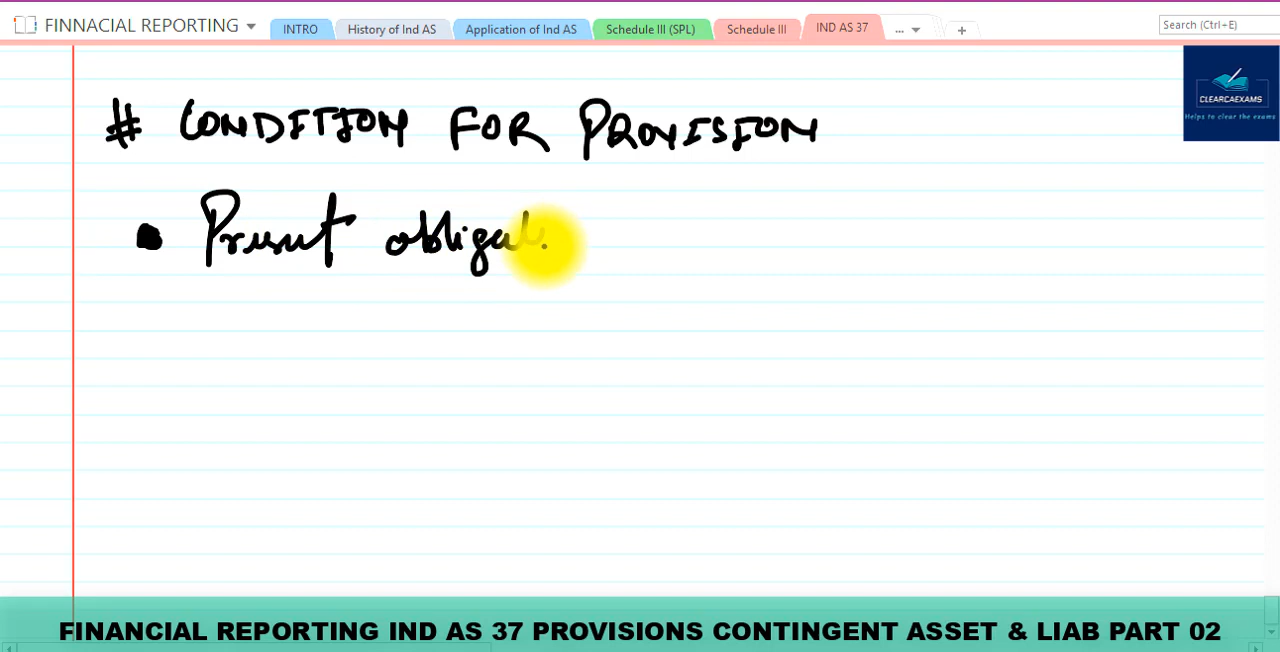 FINNACIAL REPORTING
INTRO
History of Ind AS
Application of Ind AS
Schedule III (SPL)
Schedule III
IND AS 37
...
+
Search (Ctrl+E)
CLEARCAEXAMS
Helps to clear the exams
# CONDITION FOR PROVISION
• Present obligat
FINANCIAL REPORTING IND AS 37 PROVISIONS CONTINGENT ASSET & LIAB PART 02